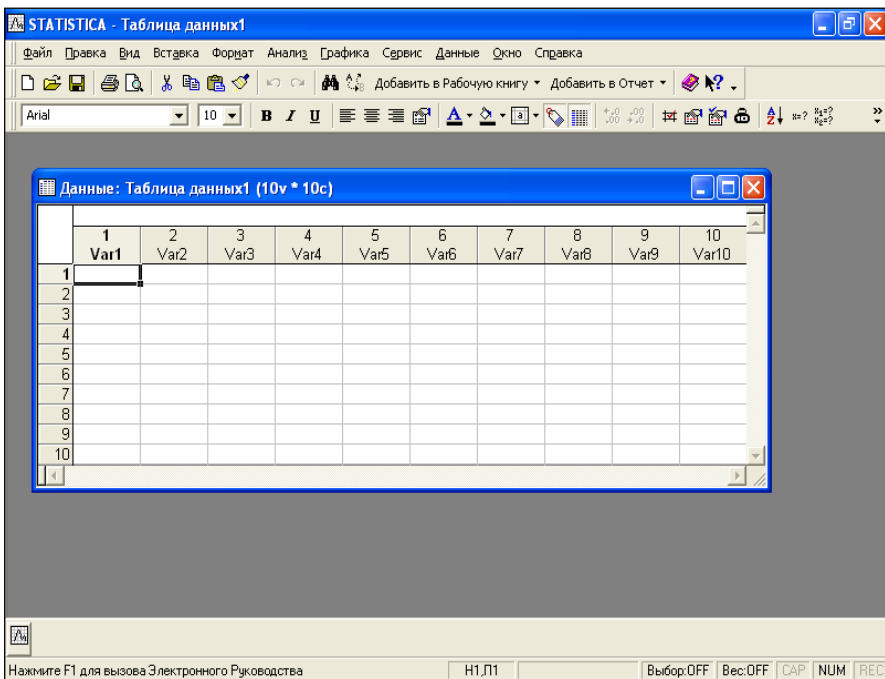 STATISTICA - Таблица данных1
Файл Правка Вид Вставка Формат Анализ Графика Сервис Данные Окно Справка
Добавить в Рабочую книгу Добавить в Отчет
Arial 10 B I U
Данные: Таблица данных1 (10v * 10c)
1 2 3 4 5 6 7 8 9 10
Var1 Var2 Var3 Var4 Var5 Var6 Var7 Var8 Var9 Var10
1
2
3
4
5
6
7
8
9
10
Нажмите F1 для вызова Электронного Руководства Н1,П1 Выбор:OFF Вес:OFF CAP NUM REC